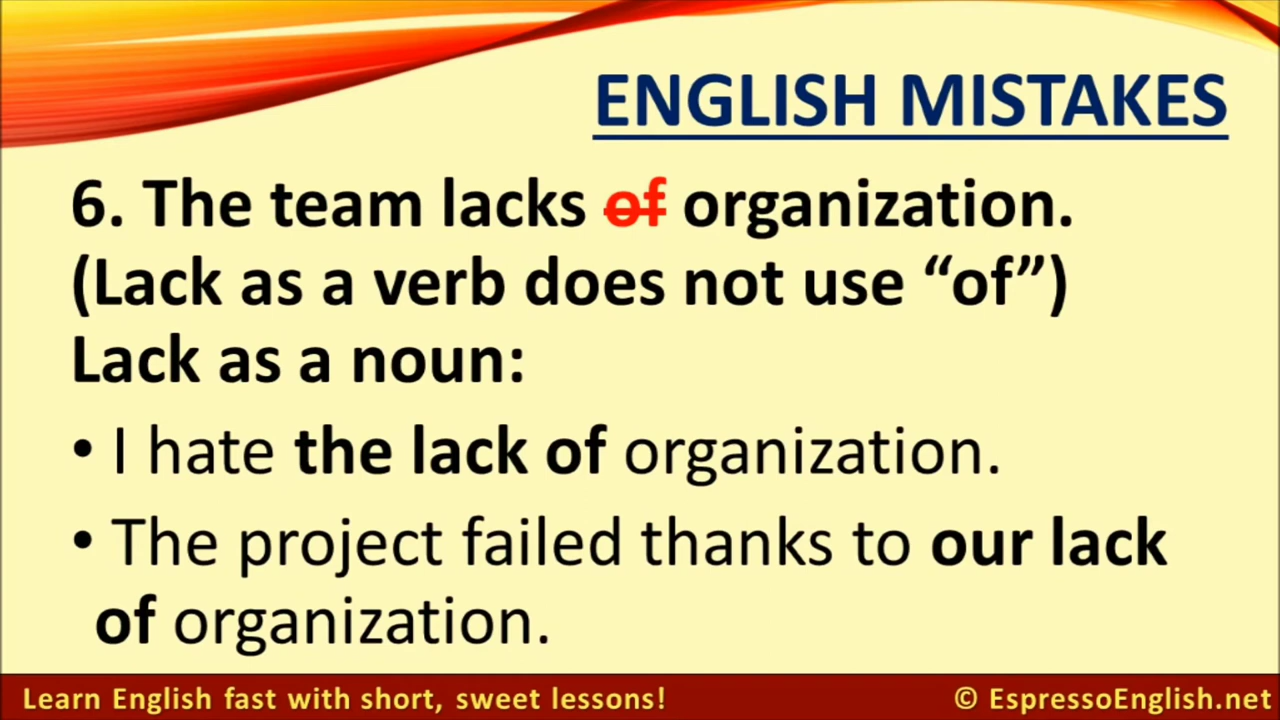 ENGLISH MISTAKES
6. The team lacks of organization.
(Lack as a verb does not use “of”)
Lack as a noun:
• I hate the lack of organization.
• The project failed thanks to our lack
of organization.
Learn English fast with short, sweet lessons!
© EspressoEnglish.net